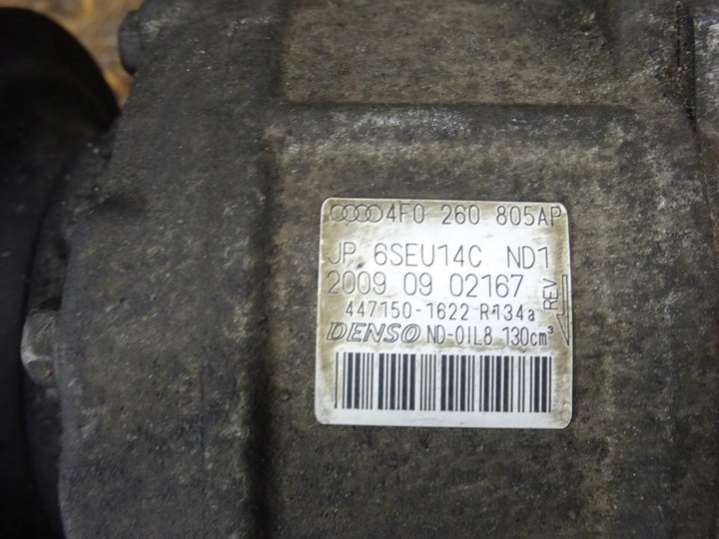 4F0 260 805AP
JP 6SEU14C ND1
2009 09 02167
447150-1622 R134a
DENSO ND-OIL8 130cm³
REV